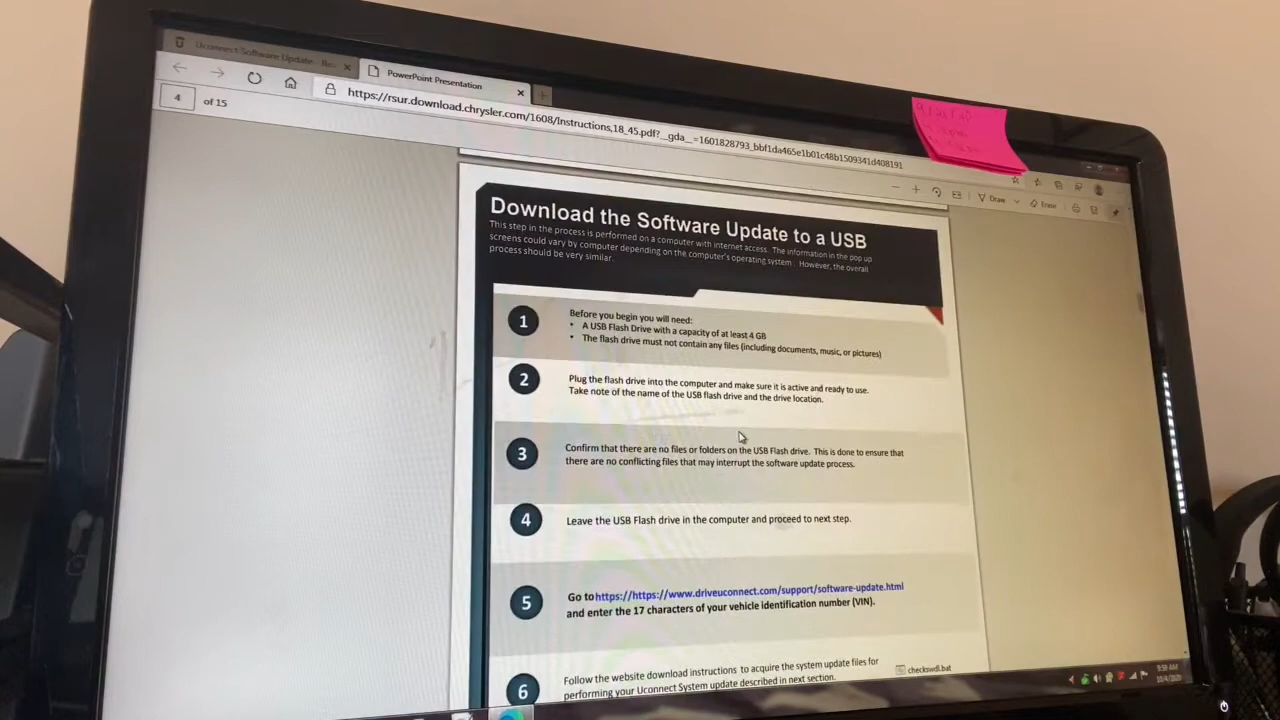 Uconnect Software Update
PowerPoint Presentation
4 of 15
https://rsur.download.chrysler.com/1608/Instructions,18_45.pdf?_gda_=1601828793_bbf1da465e1b01c48b1509341d408191
Draw
Erase
Download the Software Update to a USB
This step in the process is performed on a computer with internet access. The information in the pop up
screens could vary by computer depending on the computer's operating system. However, the overall
process should be very similar.
1
Before you begin you will need:
• A USB Flash Drive with a capacity of at least 4 GB
• The flash drive must not contain any files (including documents, music, or pictures)
2
Plug the flash drive into the computer and make sure it is active and ready to use.
Take note of the name of the USB flash drive and the drive location.
3
Confirm that there are no files or folders on the USB Flash drive. This is done to ensure that
there are no conflicting files that may interrupt the software update process.
4
Leave the USB Flash drive in the computer and proceed to next step.
5
Go to https://https://www.driveuconnect.com/support/software-update.html
and enter the 17 characters of your vehicle identification number (VIN).
6
Follow the website download instructions to acquire the system update files for
performing your Uconnect System update described in next section.
checkswdl.bat
9:59 AM